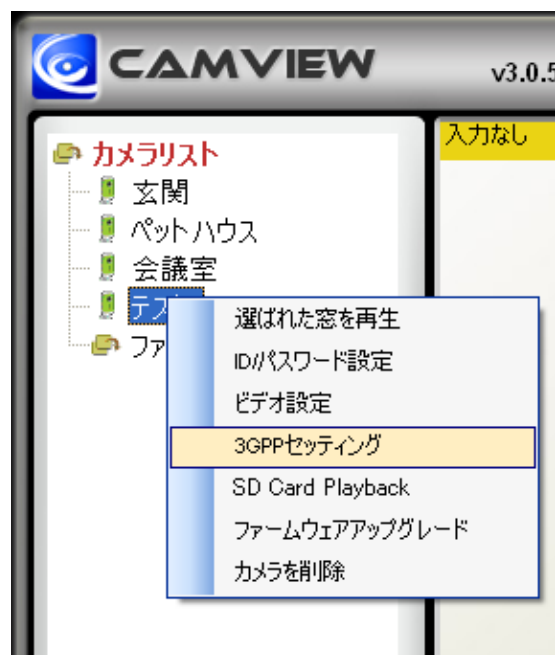 CAMVIEW
v3.0.5
カメラリスト
入力なし
玄関
ペットハウス
会議室
テス
ファ
選ばれた窓を再生
ID/パスワード設定
ビデオ設定
3GPPセッティング
SD Card Playback
ファームウェアアップグレード
カメラを削除